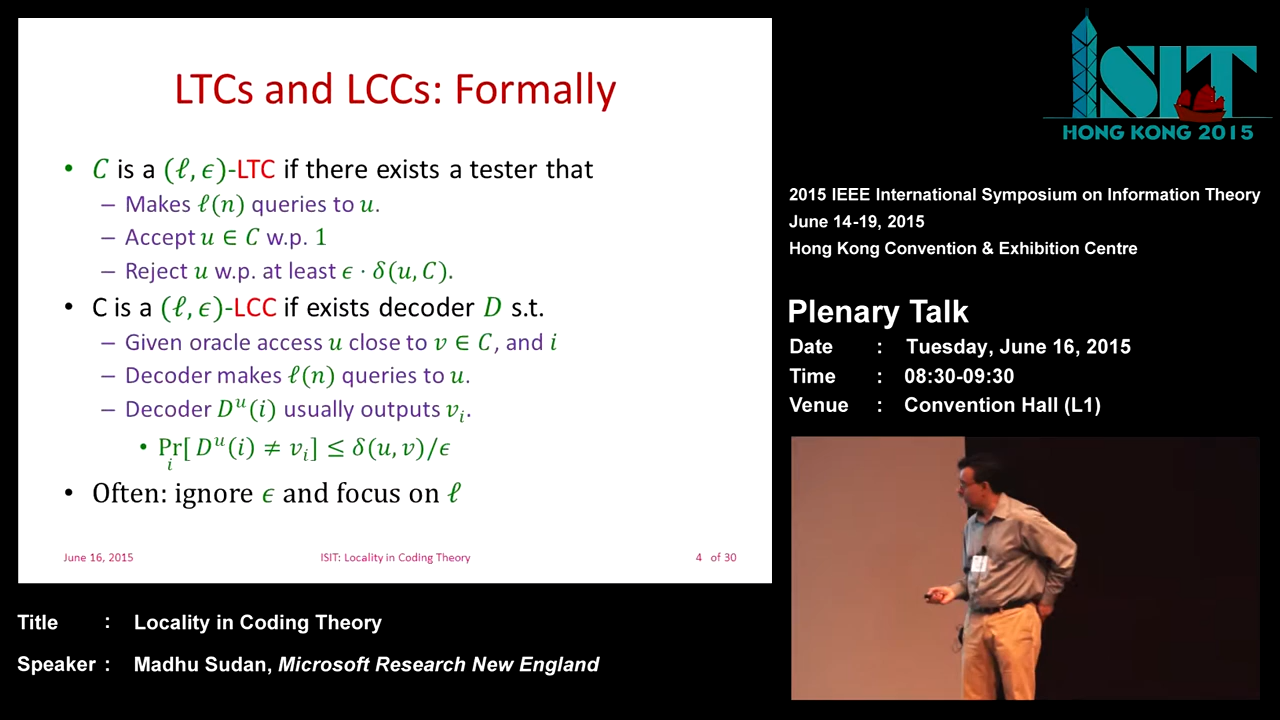 LTCs and LCCs: Formally
• C is a (ℓ, ϵ)-LTC if there exists a tester that
– Makes ℓ(n) queries to u.
– Accept u ∈ C w.p. 1
– Reject u w.p. at least ϵ · δ(u, C).
• C is a (ℓ, ϵ)-LCC if exists decoder D s.t.
– Given oracle access u close to v ∈ C, and i
– Decoder makes ℓ(n) queries to u.
– Decoder Dᵘ(i) usually outputs vᵢ.
• Pr[ Dᵘ(i) ≠ vᵢ] ≤ δ(u, v)/ϵ
i
• Often: ignore ϵ and focus on ℓ
June 16, 2015 ISIT: Locality in Coding Theory 4 of 30
ISIT
HONG KONG 2015
2015 IEEE International Symposium on Information Theory
June 14-19, 2015
Hong Kong Convention & Exhibition Centre
Plenary Talk
Date : Tuesday, June 16, 2015
Time : 08:30-09:30
Venue : Convention Hall (L1)
Title : Locality in Coding Theory
Speaker : Madhu Sudan, Microsoft Research New England